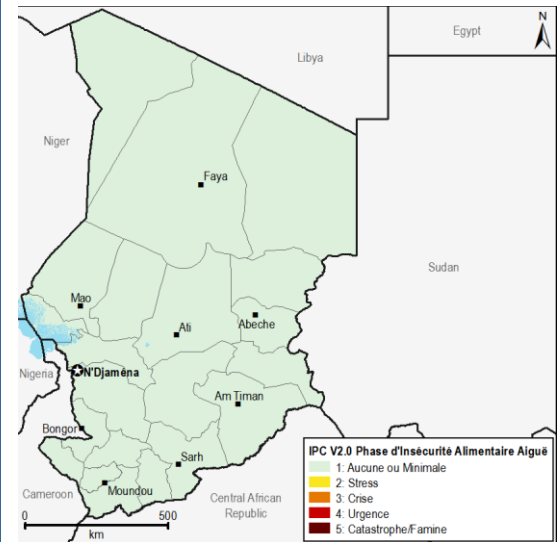 Egypt
N
Libya
Niger
Faya
Sudan
Mao
Ati
Abeche
Nigeria
N'Djaména
Am Timan
Bongor
Sarh
Moundou
Cameroon
Central African
Republic
0 500
km
IPC V2.0 Phase d'Insécurité Alimentaire Aiguë
1: Aucune ou Minimale
2: Stress
3: Crise
4: Urgence
5: Catastrophe/Famine